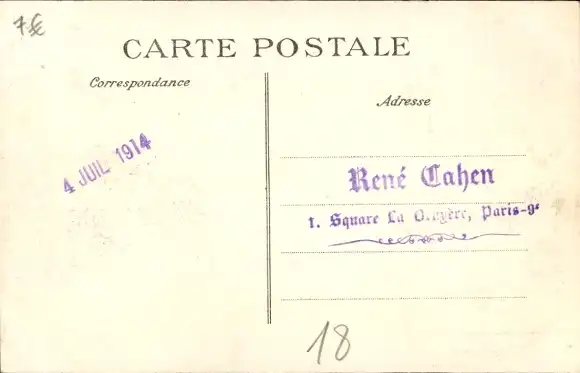 7€
CARTE POSTALE
Correspondance
Adresse
4 JUIL 1914
René Cahen
1. Square La Paris-9e
18